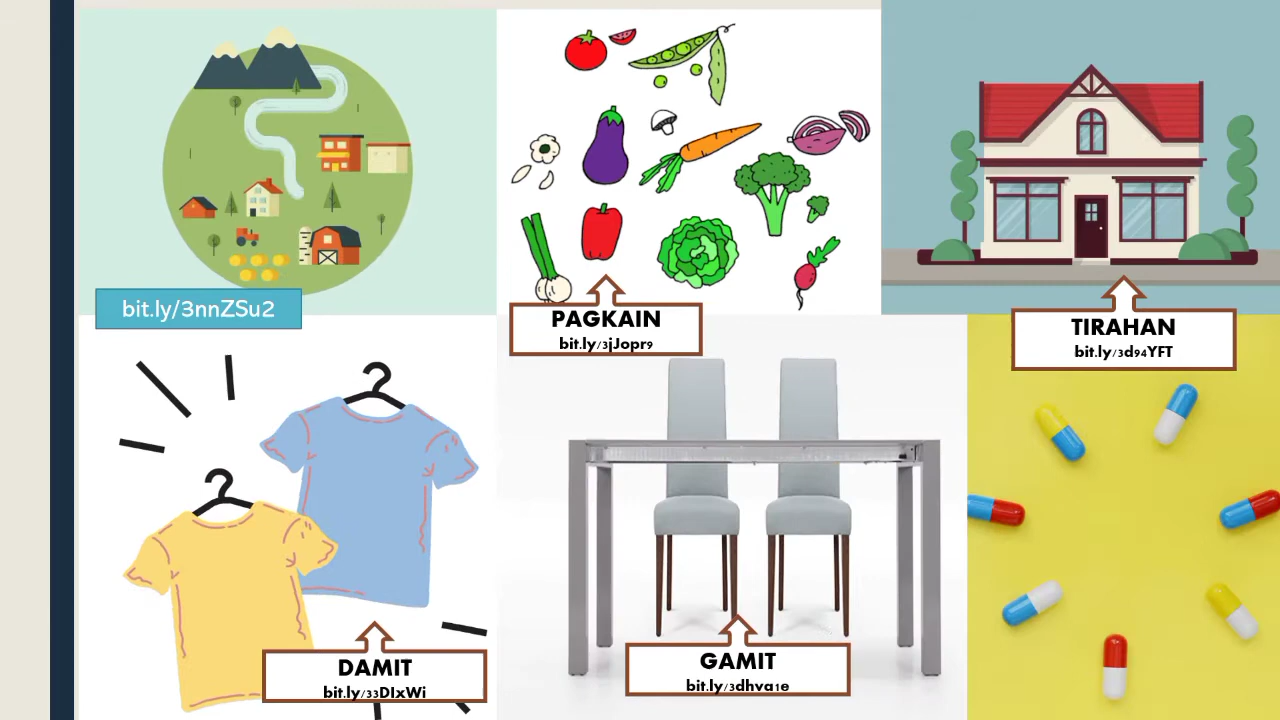 bit.ly/3nnZSu2
PAGKAIN
bit.ly/3jJopr9
TIRAHAN
bit.ly/3d94YFT
DAMIT
bit.ly/33DIxWi
GAMIT
bit.ly/3dhva1e